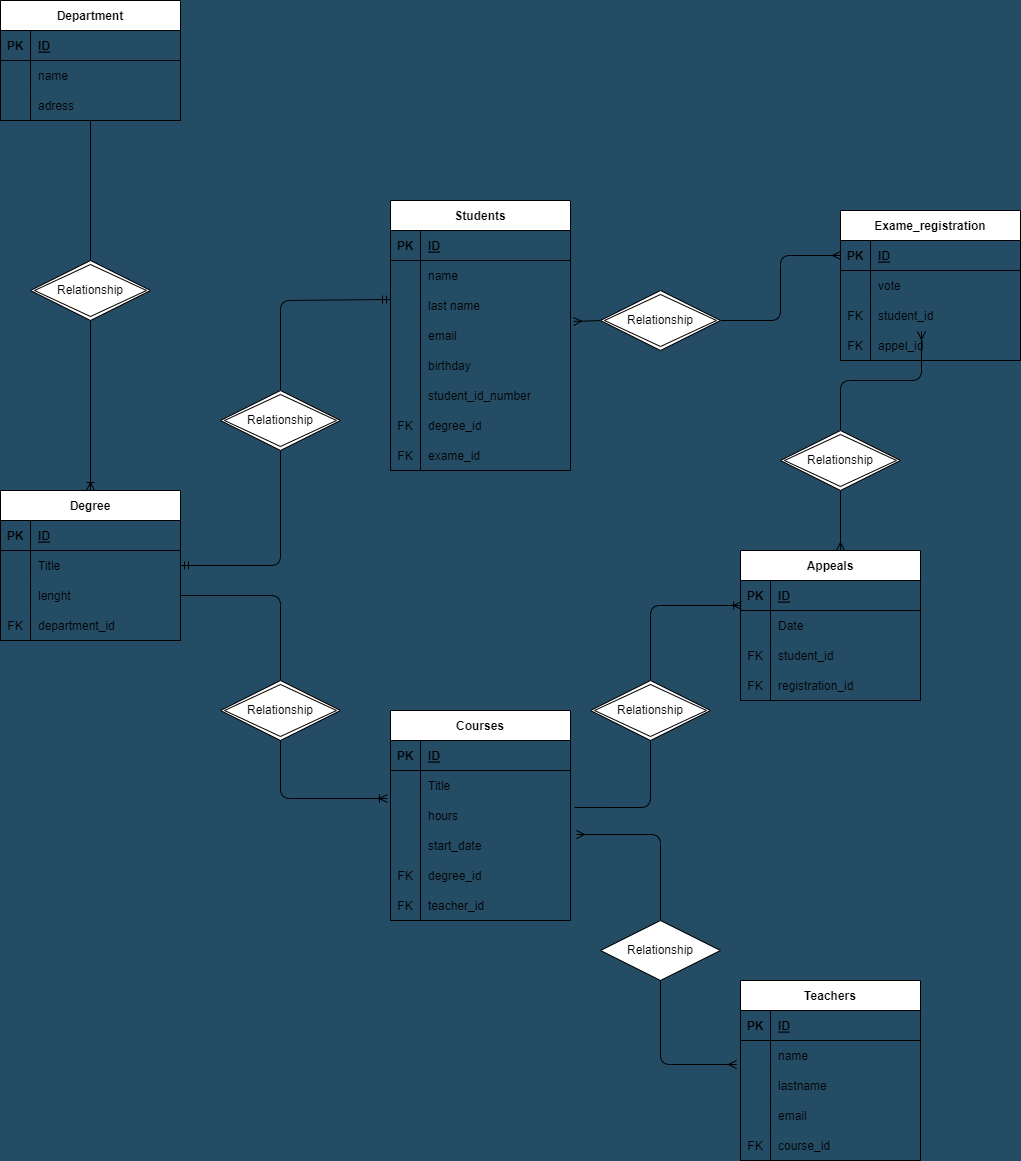 Department
PK ID
name
adress
Relationship
Students
PK ID
name
last name
email
birthday
student_id_number
FK degree_id
FK exame_id
Relationship
Exame_registration
PK ID
vote
FK student_id
FK appel_id
Relationship
Relationship
Degree
PK ID
Title
lenght
FK department_id
Appeals
PK ID
Date
FK student_id
FK registration_id
Relationship
Relationship
Courses
PK ID
Title
hours
start_date
FK degree_id
FK teacher_id
Relationship
Teachers
PK ID
name
lastname
email
FK course_id